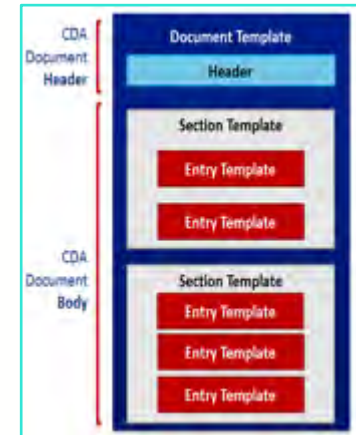 CDA
Document
Header
Document Template
Header
Section Template
Entry Template
Entry Template
CDA
Document
Body
Section Template
Entry Template
Entry Template
Entry Template